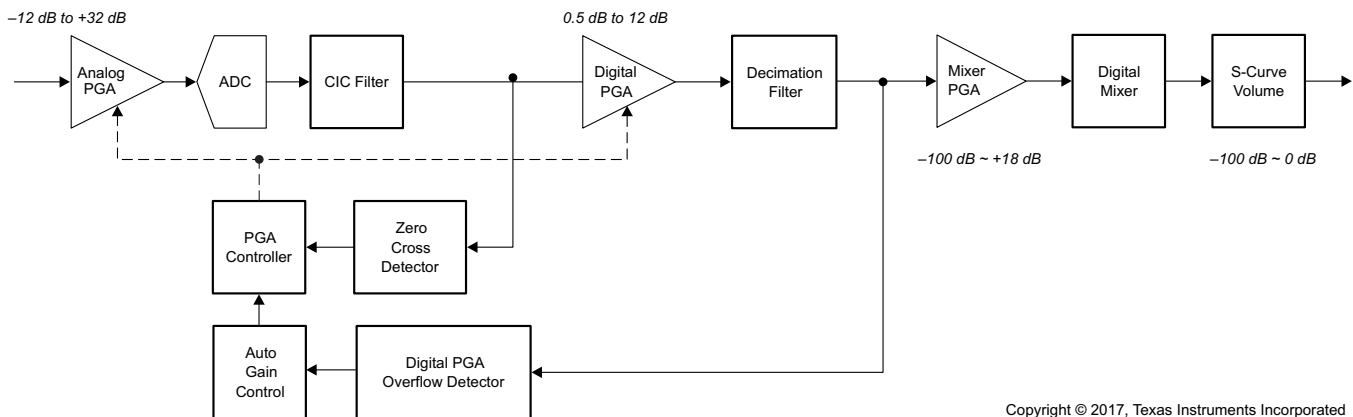 –12 dB to +32 dB
0.5 dB to 12 dB
Analog
PGA
ADC
CIC Filter
Digital
PGA
Decimation
Filter
Mixer
PGA
Digital
Mixer
S-Curve
Volume
–100 dB ~ +18 dB
–100 dB ~ 0 dB
PGA
Controller
Zero
Cross
Detector
Auto
Gain
Control
Digital PGA
Overflow Detector
Copyright © 2017, Texas Instruments Incorporated